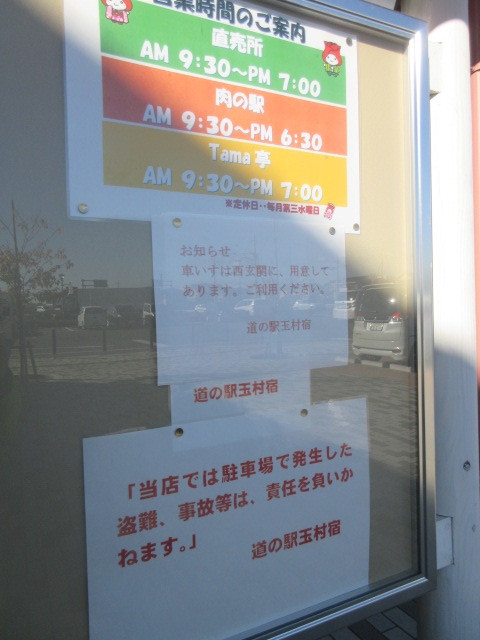 営業時間のご案内
直売所
AM 9:30～PM 7:00
肉の駅
AM 9:30～PM 6:30
Tama亭
AM 9:30～PM 7:00
※定休日‥毎月第三水曜日
お知らせ
車いすは西玄関に、用意して
あります。ご利用ください。
道の駅玉村宿
道の駅玉村宿
「当店では駐車場で発生した
盗難、事故等は、責任を負いか
ねます。」
道の駅玉村宿